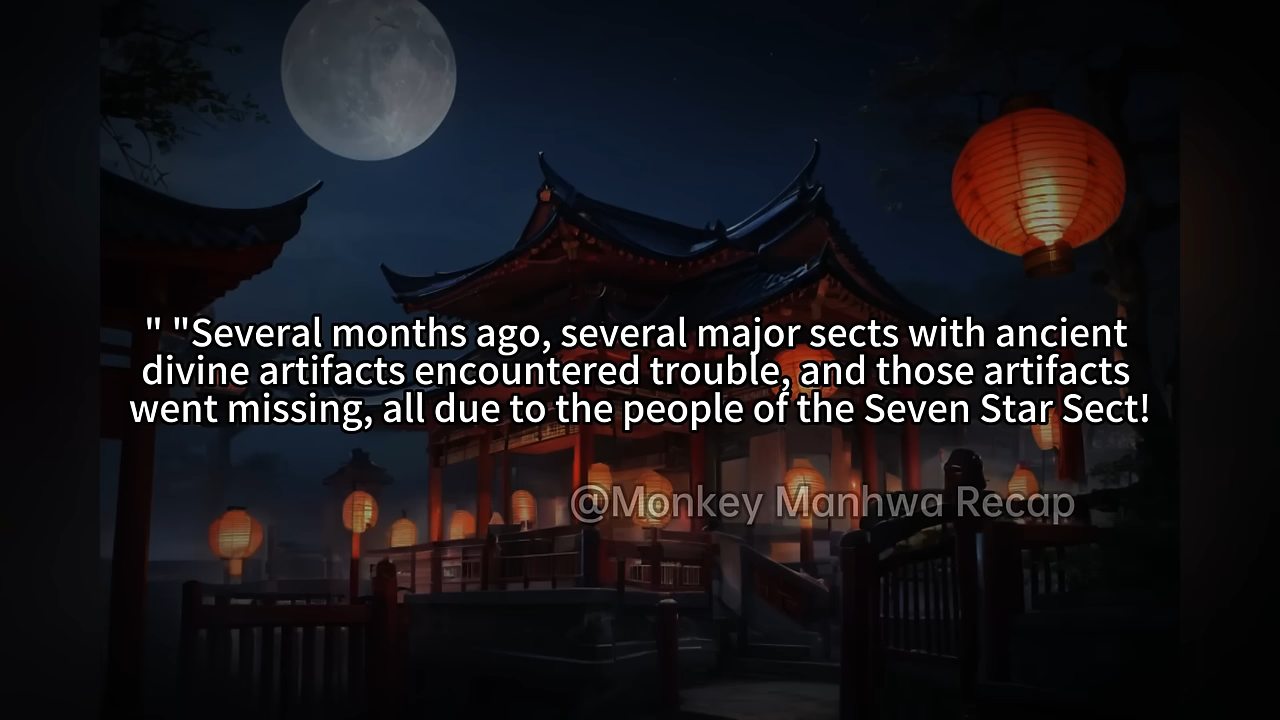 " "Several months ago, several major sects with ancient
divine artifacts encountered trouble, and those artifacts
went missing, all due to the people of the Seven Star Sect!
@Monkey Manhwa Recap